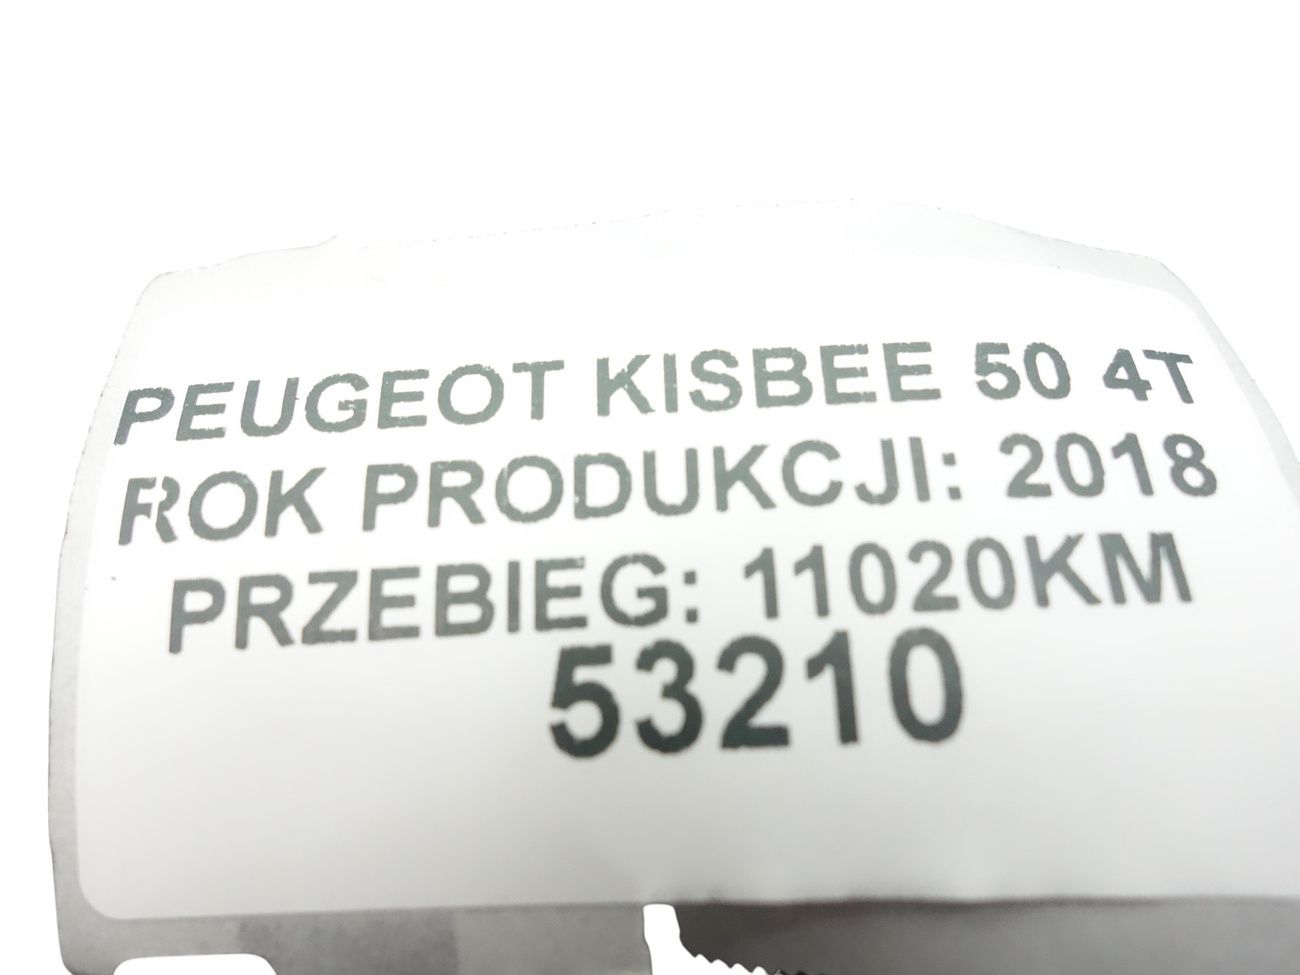 PEUGEOT KISBEE 50 4T
ROK PRODUKCJI: 2018
PRZEBIEG: 11020KM
53210